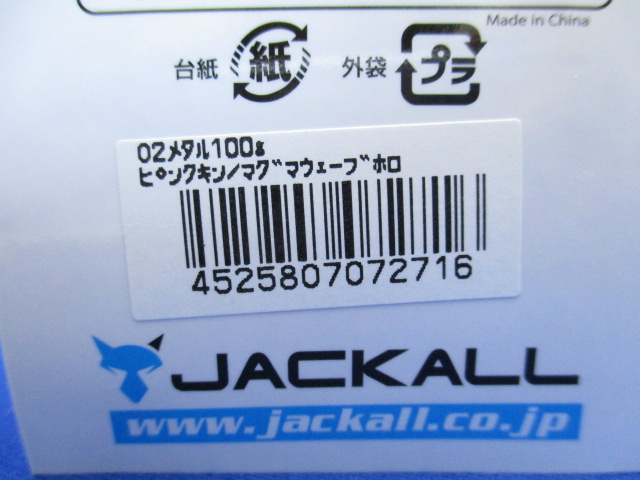 Made in China
台紙 紙 外袋 プラ
02メタル100g
ピンクキン/マグマウェーブホロ
4525807072716
JACKALL
www.jackall.co.jp